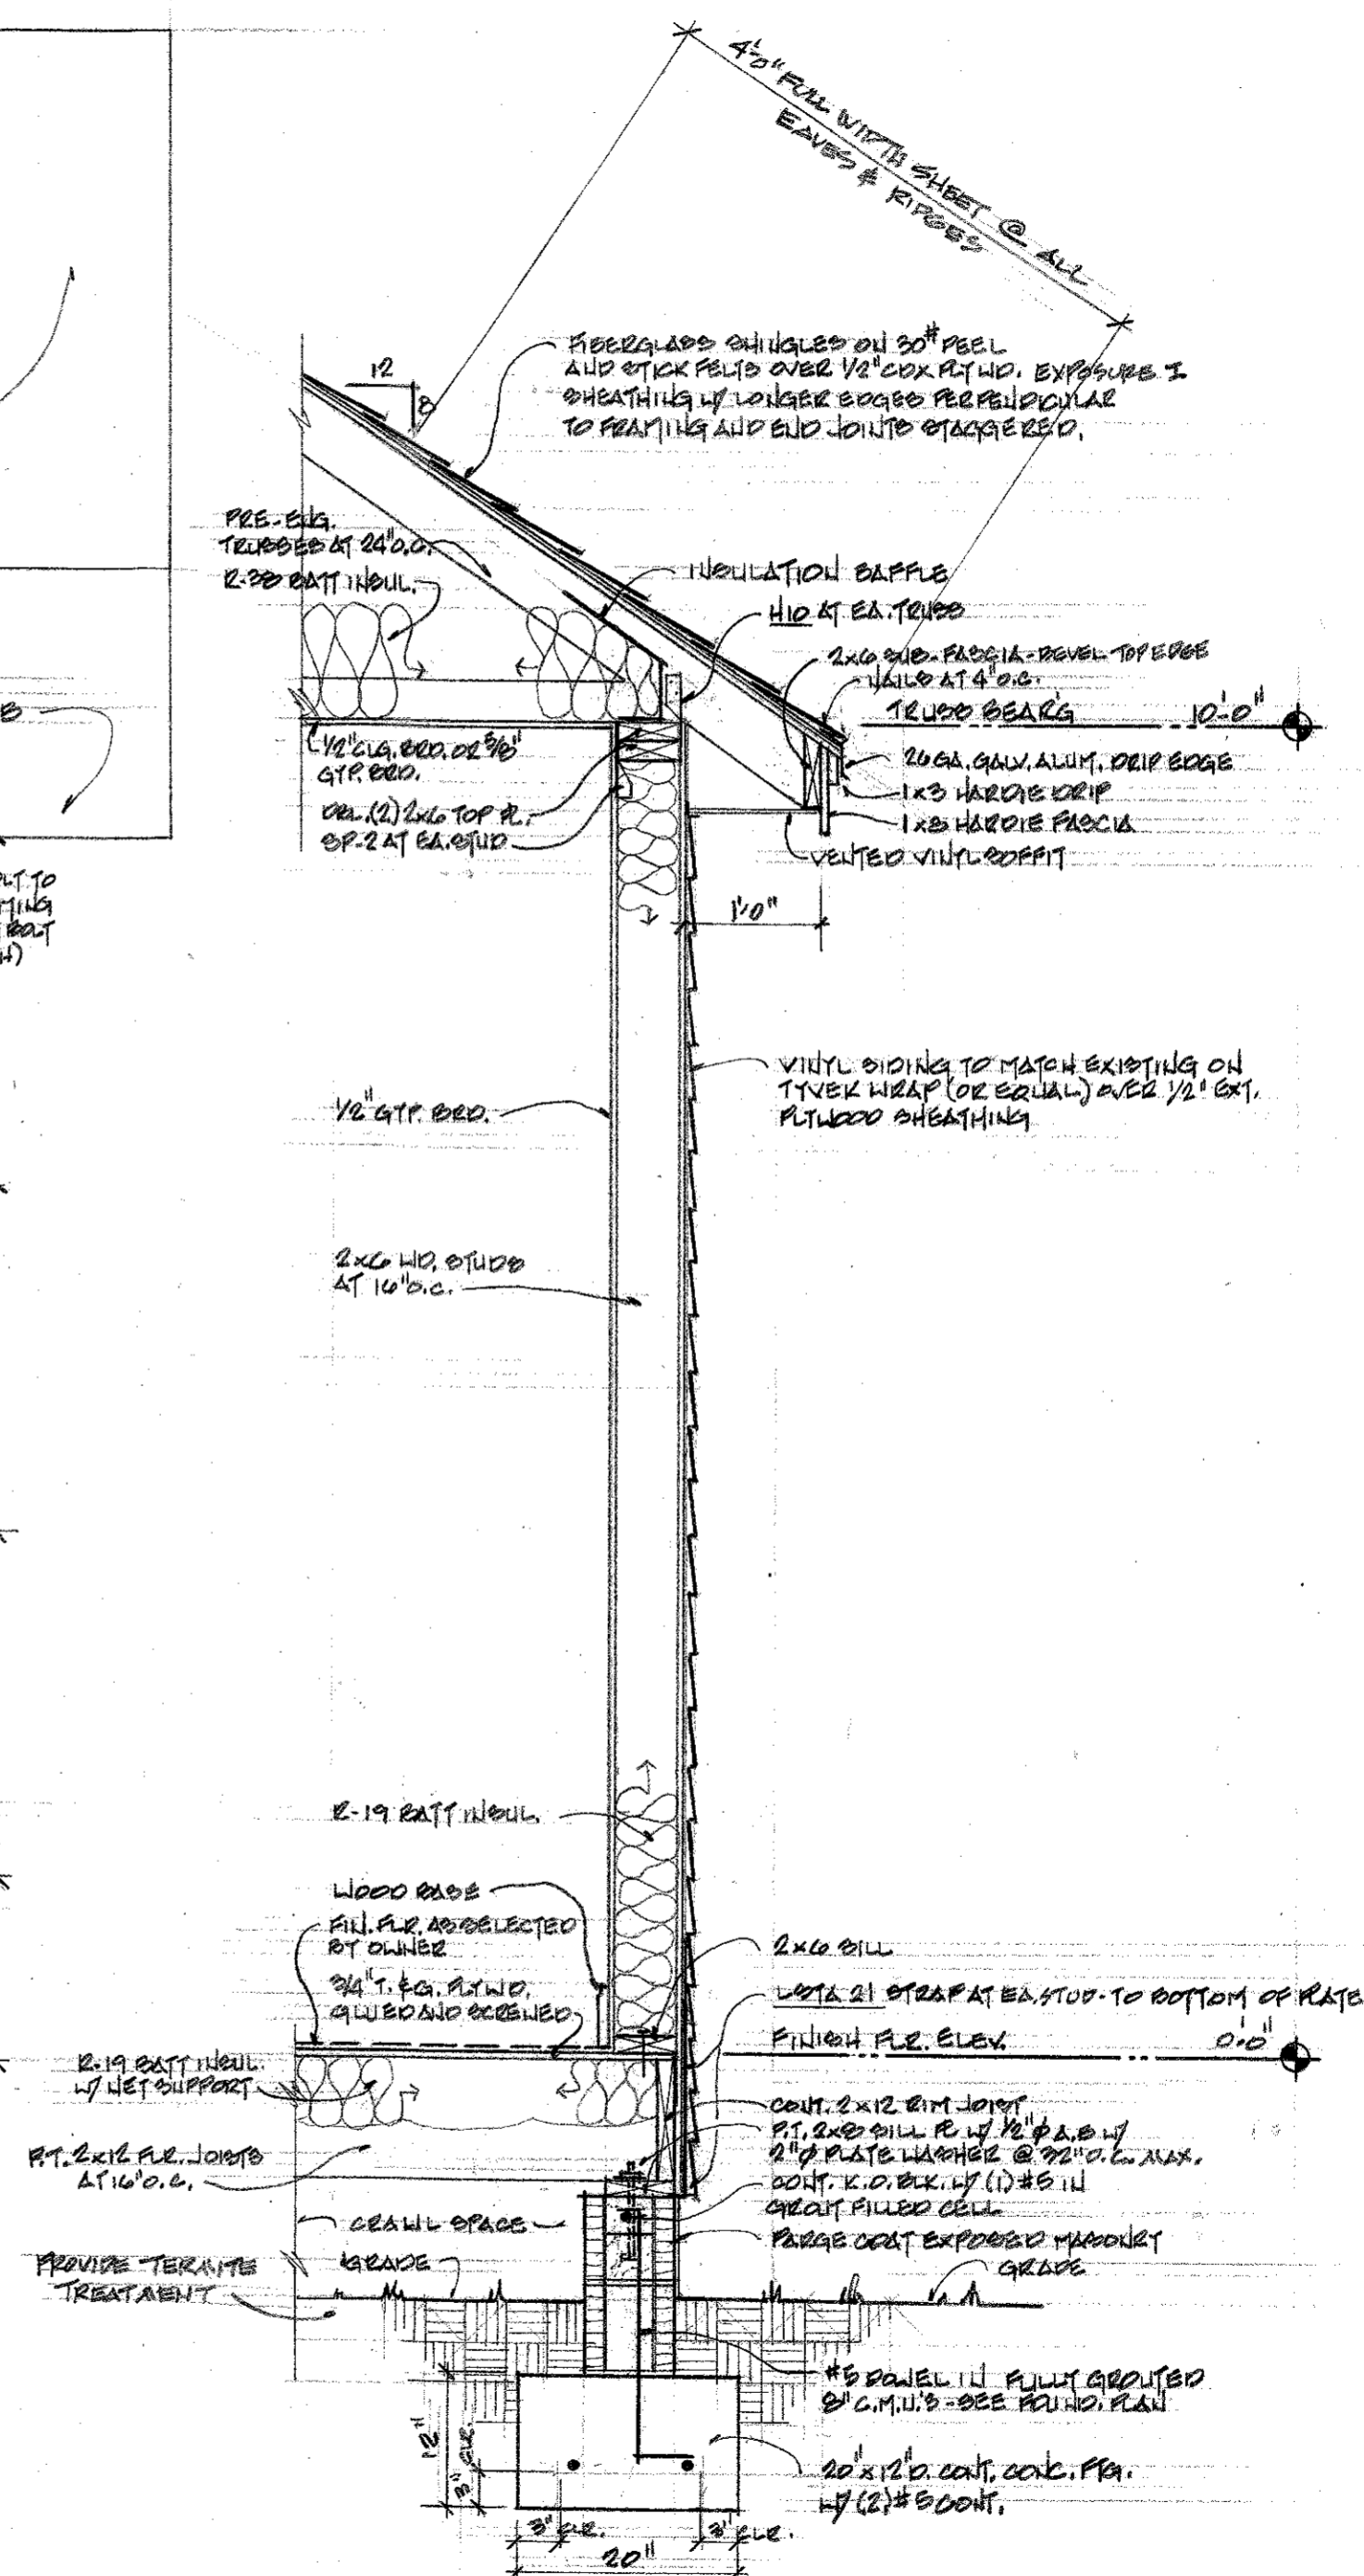 4'-0" FULL WIDTH SHEET @ ALL
EAVES & RIDGES
FIBERGLASS SHINGLES ON 30# PEEL
AND STICK FELTS OVER 1/2" CDX PLYWD. EXPOSURE I
SHEATHING W/ LONGER EDGES PERPENDICULAR
TO FRAMING AND END JOINTS STAGGERED.
12
8
PRE-ENG.
TRUSSES AT 24" O.C.
R-38 BATT INSUL.
INSULATION BAFFLE
H10 AT EA. TRUSS
2x6 SUB-FASCIA-BEVEL TOP EDGE
NAILS AT 4" O.C.
TRUSS BEAR'G 10'-0"
1/2" CLG. BRD. OR 5/8"
GYP. BRD.
26 GA. GALV. ALUM. DRIP EDGE
1x3 HARDIE DRIP
1x8 HARDIE FASCIA
DBL. (2) 2x6 TOP PL.
SP-2 AT EA. STUD
VENTED VINYL SOFFIT
LT TO
BOLT
1'-0"
VINYL SIDING TO MATCH EXISTING ON
TYVEK WRAP (OR EQUAL) OVER 1/2" EXT.
PLYWOOD SHEATHING
1/2" GYP. BRD.
2x6 WD. STUDS
AT 16" O.C.
R-19 BATT INSUL.
WOOD BASE
FIN. FLR. AS SELECTED
BY OWNER
3/4" T. & G. PLYWD.
GLUED AND SCREWED
2x6 SILL
LSTA 21 STRAP AT EA. STUD - TO BOTTOM OF PLATE
FINISH FLR. ELEV. 0'-0"
R-19 BATT INSUL.
W/ NET SUPPORT
P.T. 2x12 FLR. JOISTS
AT 16" O.C.
CONT. 2x12 RIM JOIST
P.T. 2x8 SILL PL W/ 1/2" Ø A.B. W/
2" Ø PLATE WASHER @ 32" O.C. MAX.
CONT. K.O. BLK. W/ (1) #5 IN
GROUT FILLED CELL
PARGE COAT EXPOSED MASONRY
GRADE
CRAWL SPACE
GRADE
PROVIDE TERMITE
TREATMENT
#5 DOWEL IN FULLY GROUTED
8" C.M.U.'S - SEE FOUND. PLAN
12"
3" CLR.
20" x 12" D. CONT. CONC. FTG.
W/ (2) #5 CONT.
3" CLR.
3" CLR.
20"